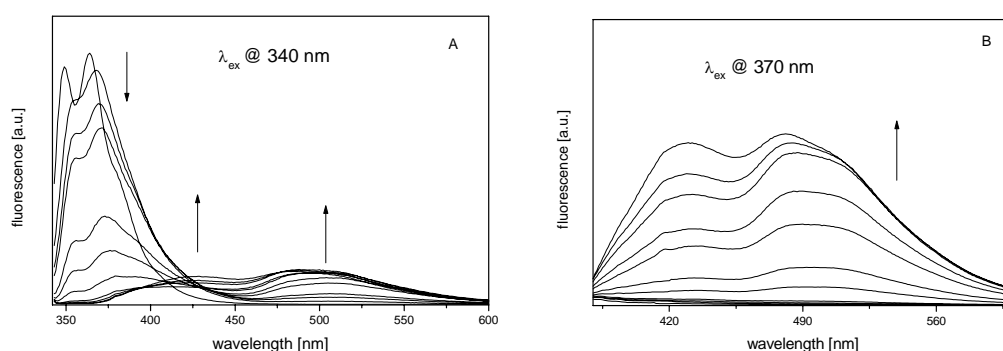 A
λex @ 340 nm
fluorescence [a.u.]
350 400 450 500 550 600
wavelength [nm]
B
λex @ 370 nm
fluorescence [a.u.]
420 490 560
wavelength [nm]